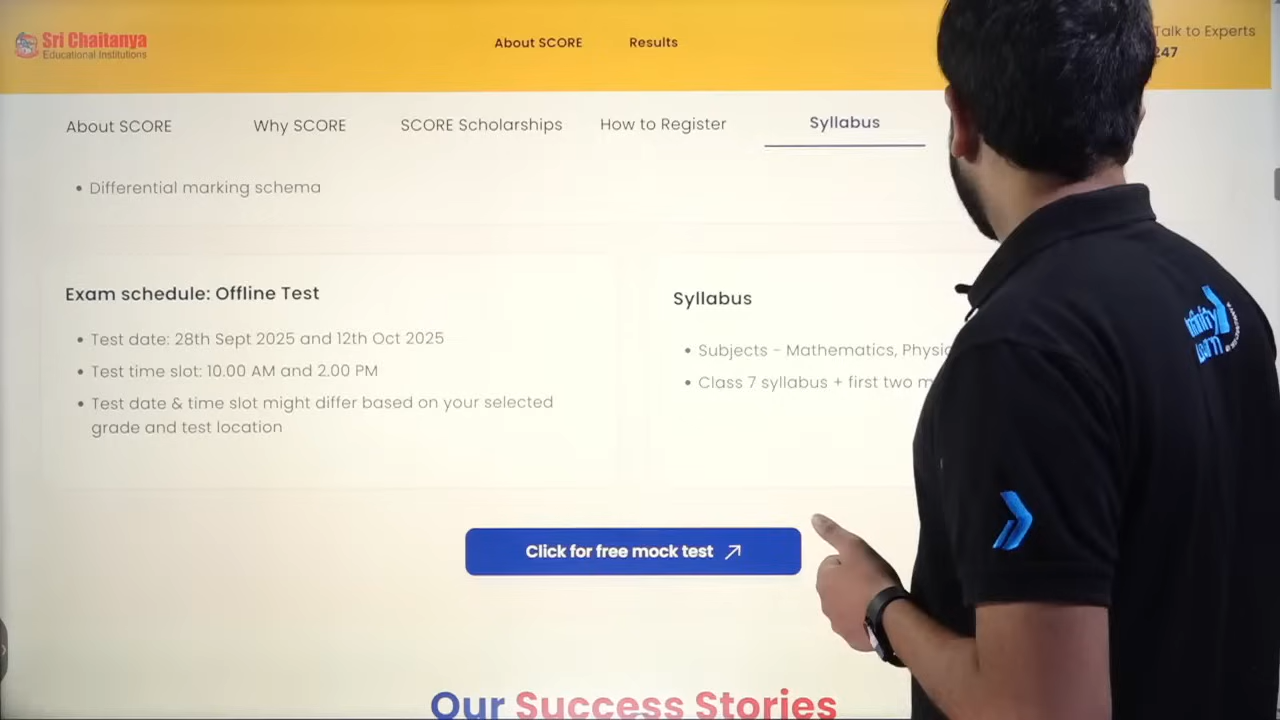 Sri Chaitanya
Educational Institutions
About SCORE
Results
Talk to Experts
247
About SCORE
Why SCORE
SCORE Scholarships
How to Register
Syllabus
• Differential marking schema
Exam schedule: Offline Test
• Test date: 28th Sept 2025 and 12th Oct 2025
• Test time slot: 10.00 AM and 2.00 PM
• Test date & time slot might differ based on your selected
grade and test location
Syllabus
• Subjects - Mathematics,
• Class 7 syllabus + first two
Click for free mock test
Our Success Stories
Infinity
Learn